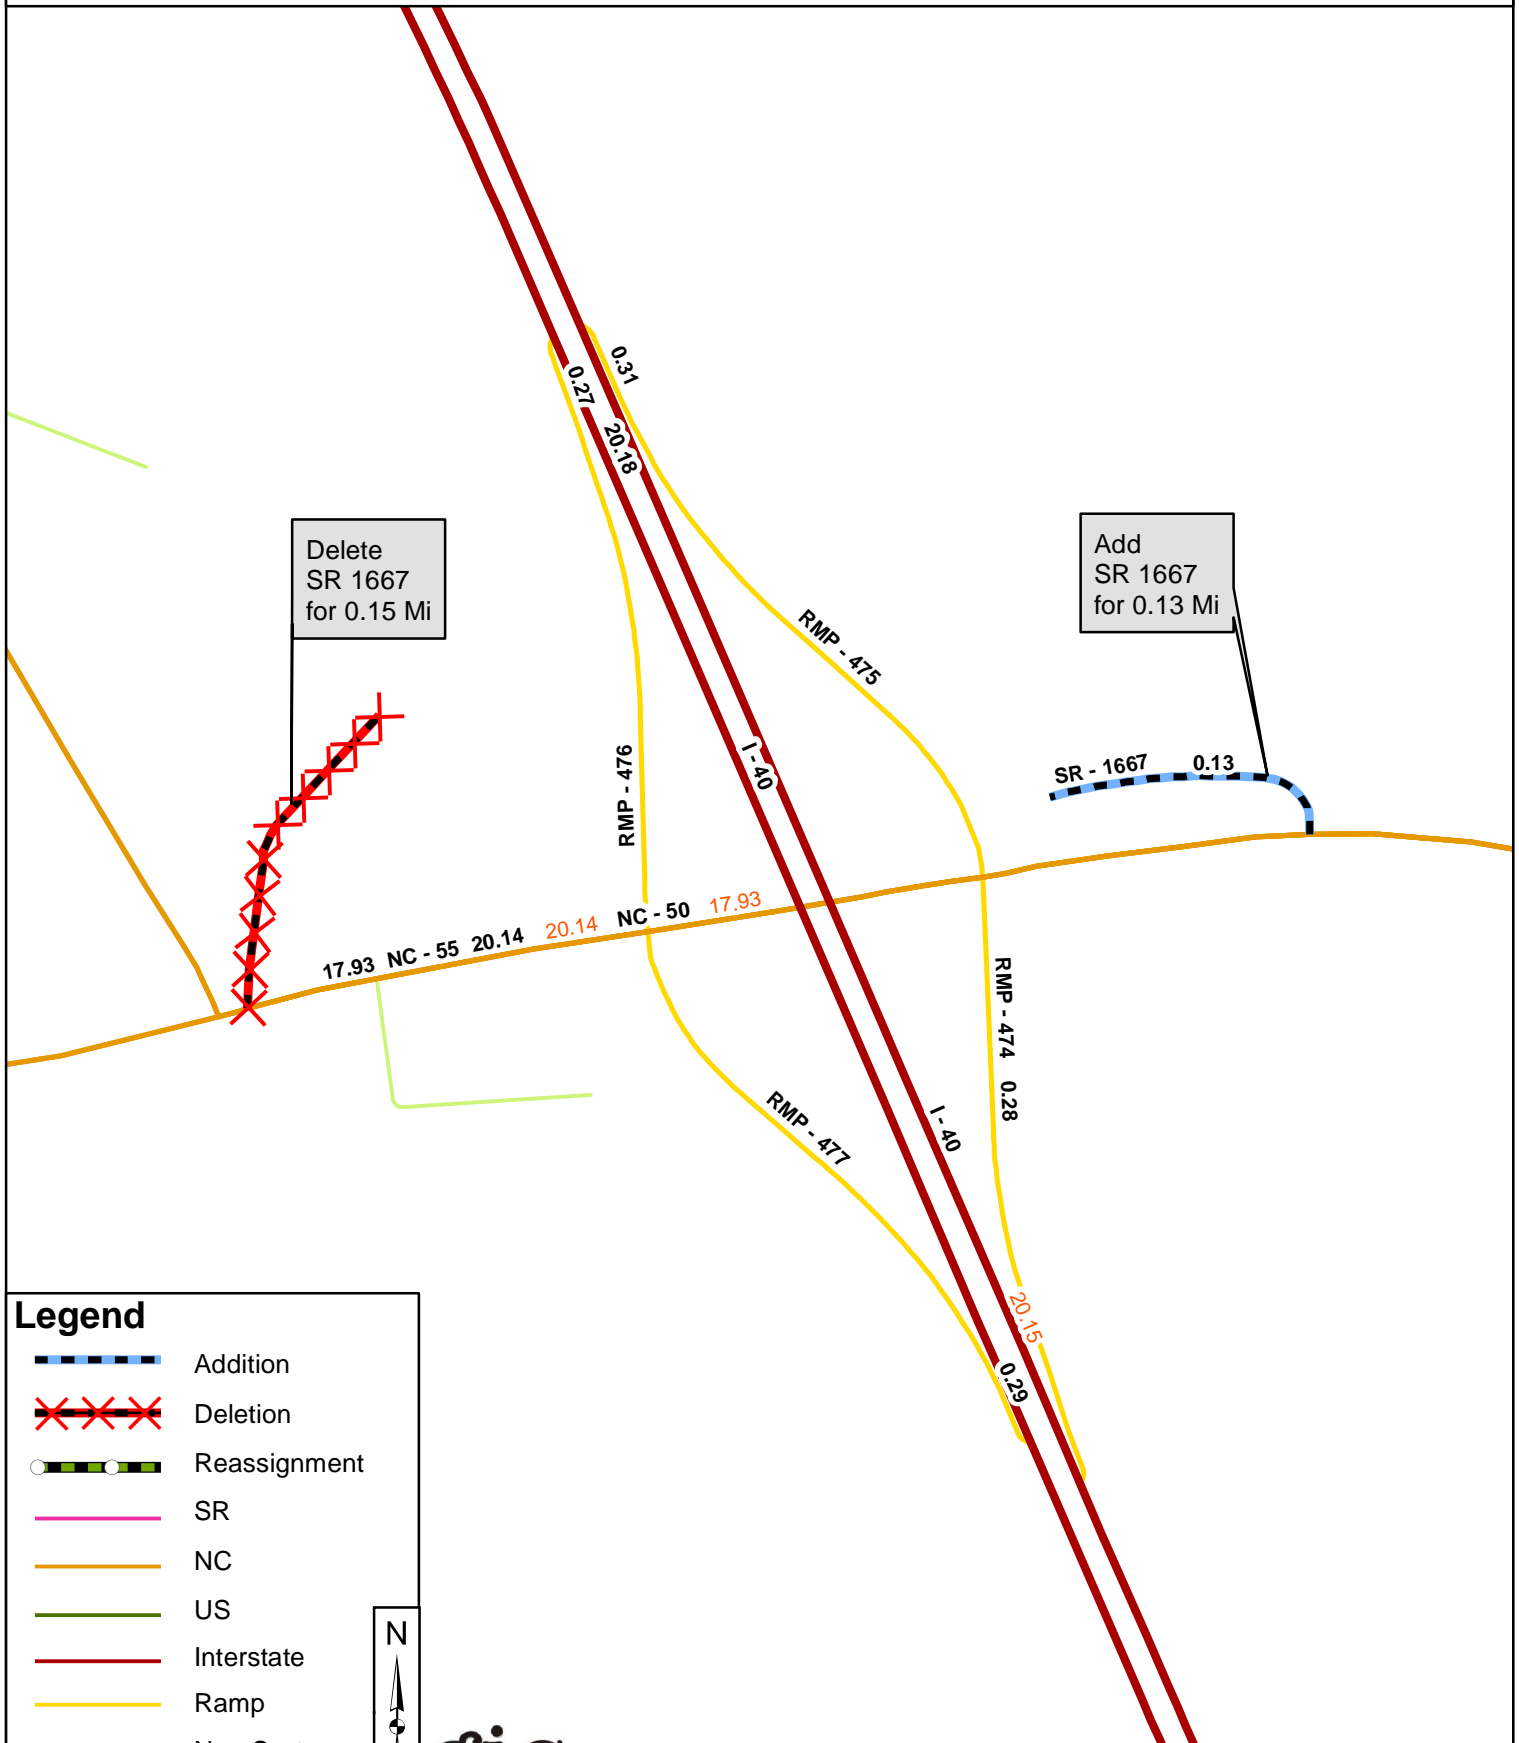 0.31
0.27
20.18
Delete
SR 1667
for 0.15 Mi
Add
SR 1667
for 0.13 Mi
RMP - 475
RMP - 476
I - 40
SR - 1667 0.13
17.93 NC - 55 20.14 20.14 NC - 50 17.93
RMP - 474 0.28
RMP - 477
I - 40
20.15
0.29
Legend
Addition
Deletion
Reassignment
SR
NC
US
Interstate
Ramp
N